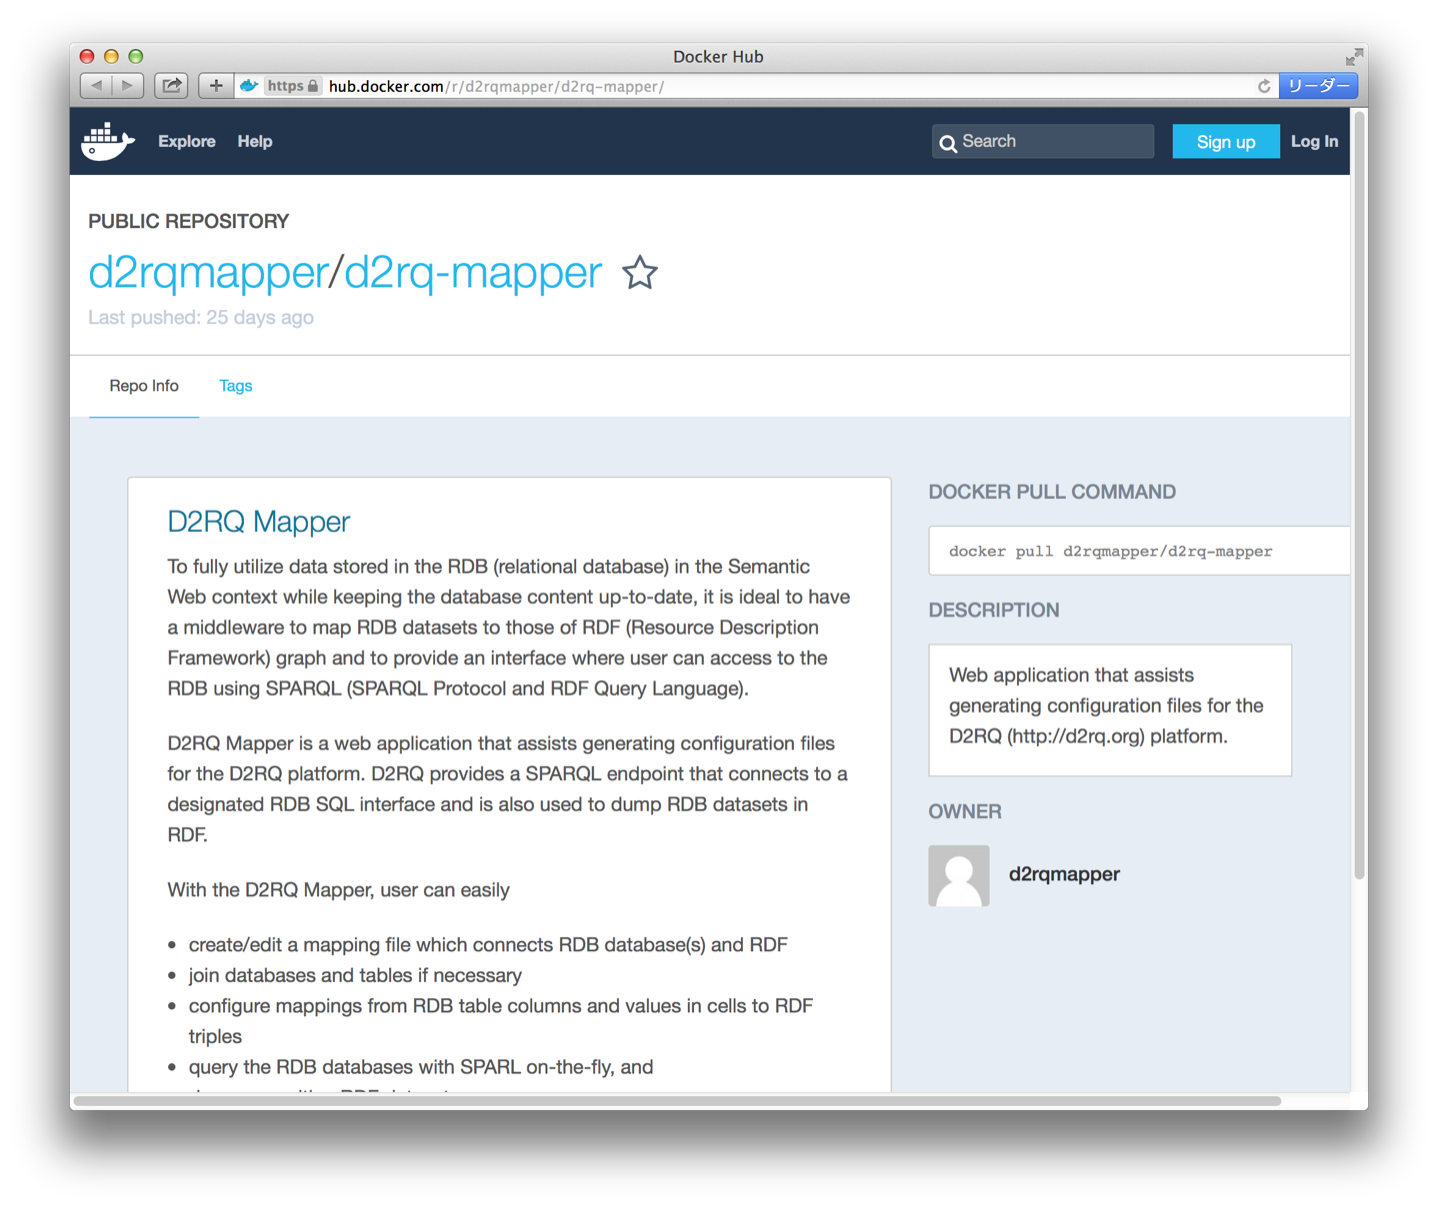 Docker Hub
https hub.docker.com/r/d2rqmapper/d2rq-mapper/ リーダー
Explore Help Search Sign up Log In
PUBLIC REPOSITORY
d2rqmapper/d2rq-mapper
Last pushed: 25 days ago
Repo Info Tags
D2RQ Mapper
To fully utilize data stored in the RDB (relational database) in the Semantic
Web context while keeping the database content up-to-date, it is ideal to have
a middleware to map RDB datasets to those of RDF (Resource Description
Framework) graph and to provide an interface where user can access to the
RDB using SPARQL (SPARQL Protocol and RDF Query Language).
D2RQ Mapper is a web application that assists generating configuration files
for the D2RQ platform. D2RQ provides a SPARQL endpoint that connects to a
designated RDB SQL interface and is also used to dump RDB datasets in
RDF.
With the D2RQ Mapper, user can easily
• create/edit a mapping file which connects RDB database(s) and RDF
• join databases and tables if necessary
• configure mappings from RDB table columns and values in cells to RDF
triples
• query the RDB databases with SPARL on-the-fly, and
DOCKER PULL COMMAND
docker pull d2rqmapper/d2rq-mapper
DESCRIPTION
Web application that assists
generating configuration files for the
D2RQ (http://d2rq.org) platform.
OWNER
d2rqmapper